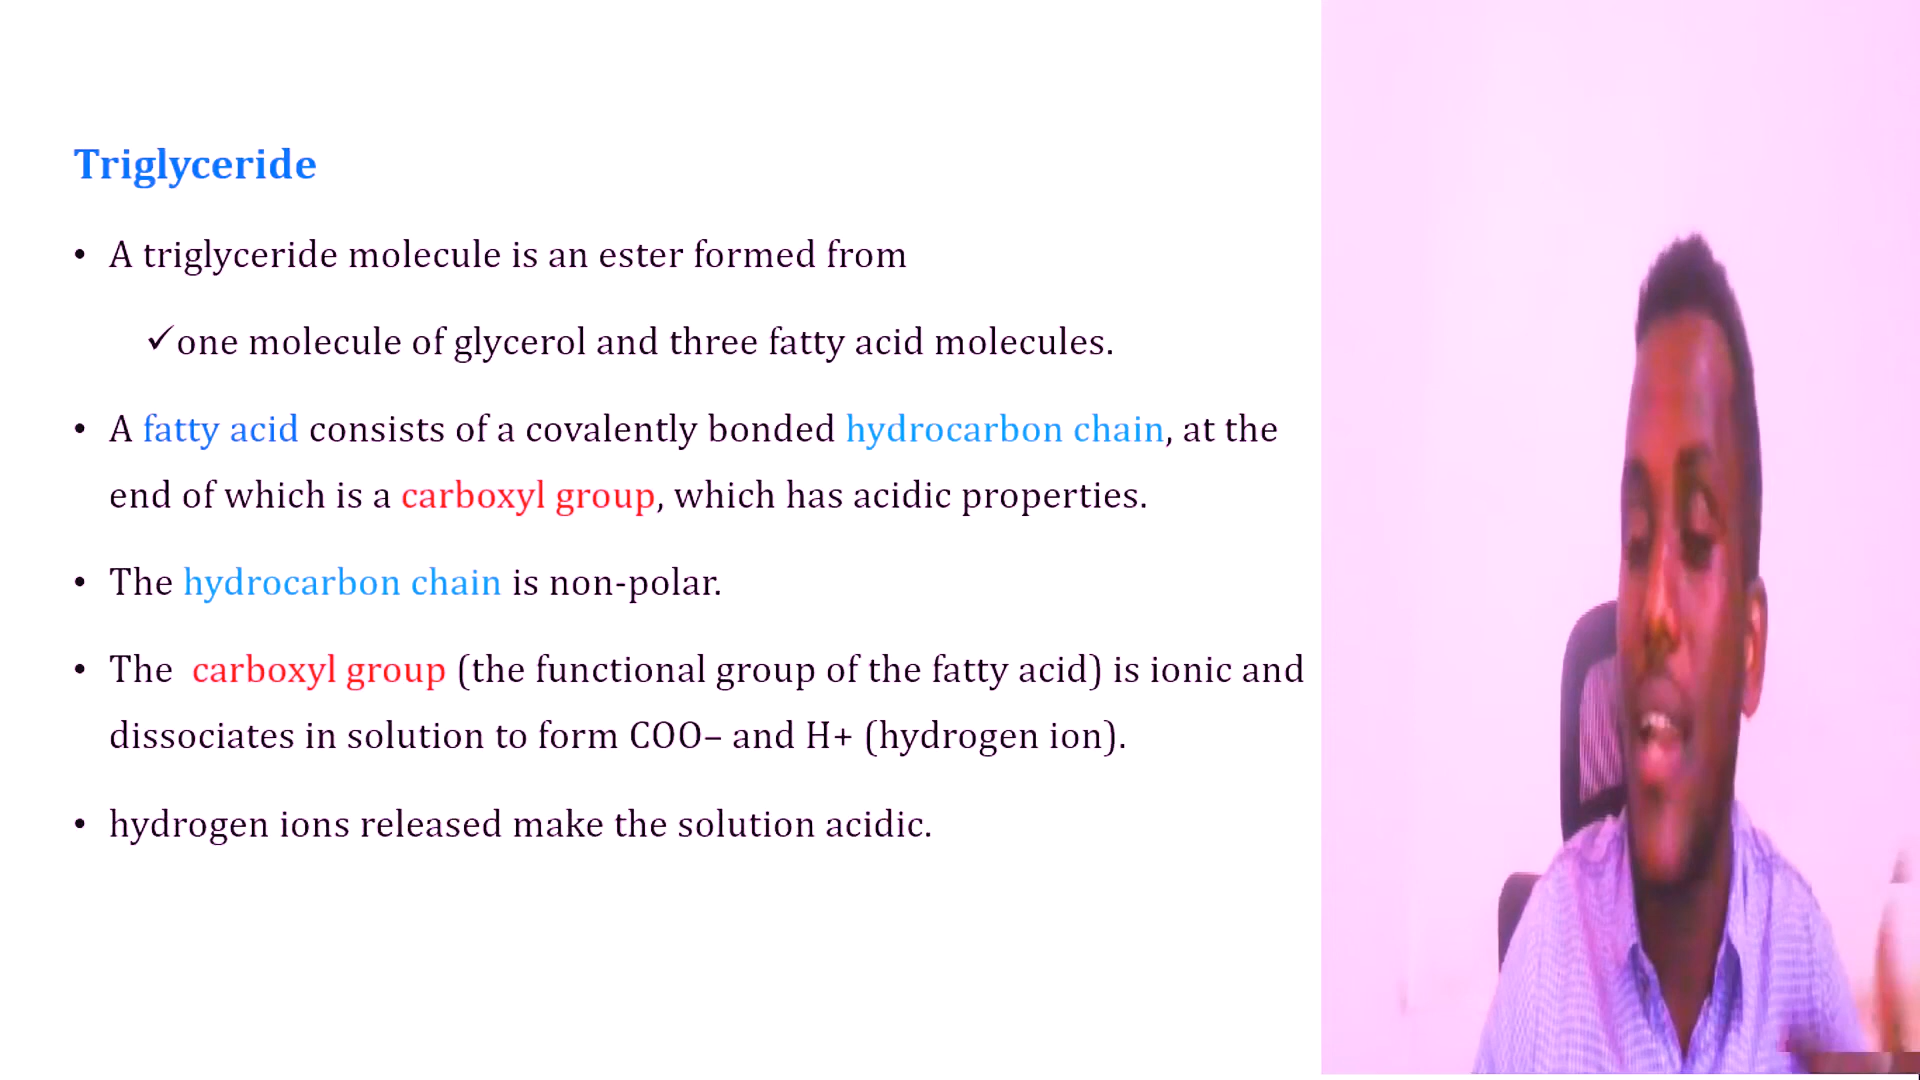 Triglyceride
• A triglyceride molecule is an ester formed from
✓one molecule of glycerol and three fatty acid molecules.
• A fatty acid consists of a covalently bonded hydrocarbon chain, at the
end of which is a carboxyl group, which has acidic properties.
• The hydrocarbon chain is non-polar.
• The carboxyl group (the functional group of the fatty acid) is ionic and
dissociates in solution to form COO– and H+ (hydrogen ion).
• hydrogen ions released make the solution acidic.